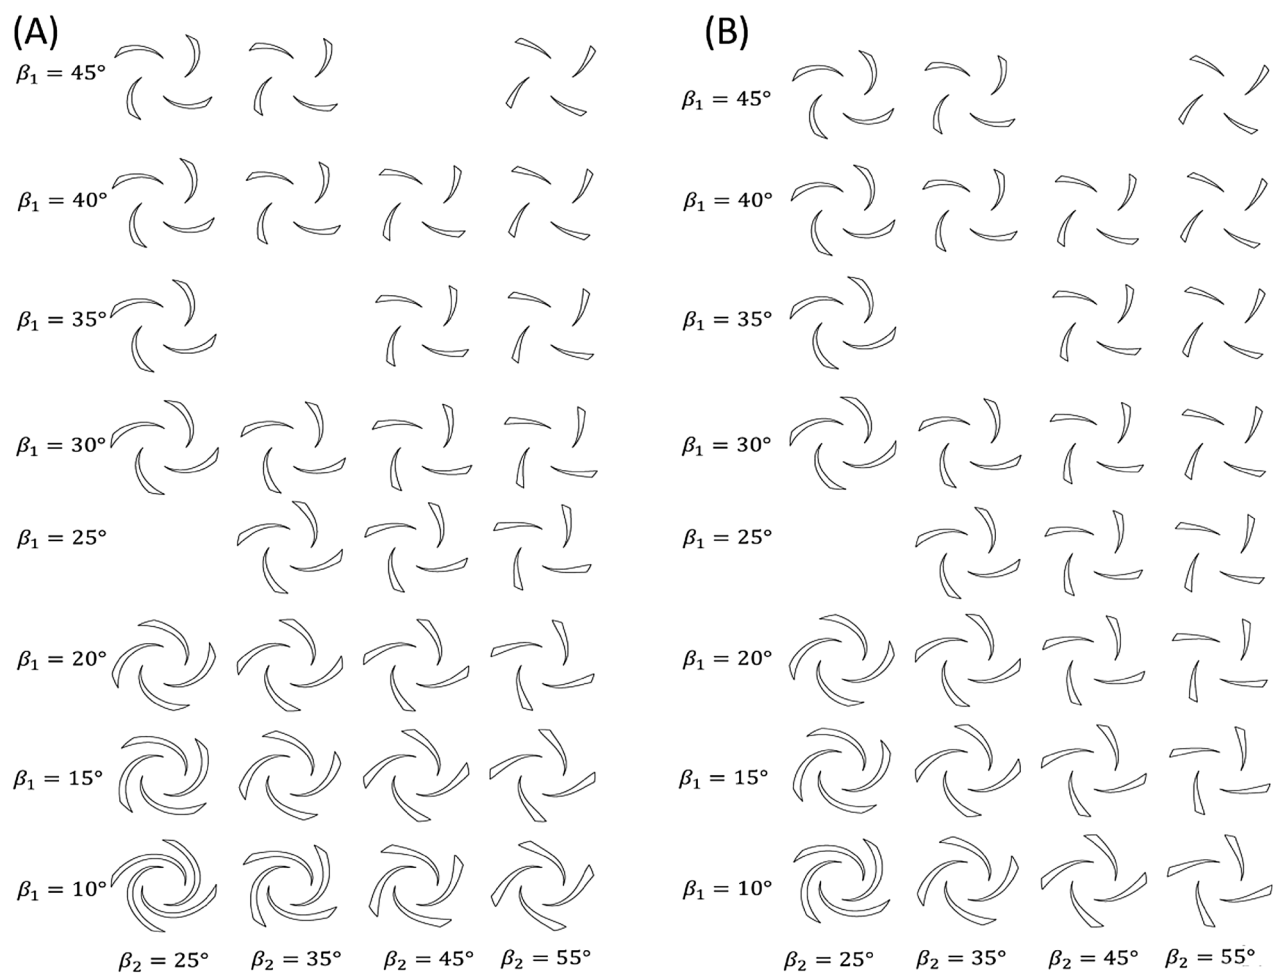 (A) (B)
β₁ = 45° β₁ = 45°
β₁ = 40° β₁ = 40°
β₁ = 35° β₁ = 35°
β₁ = 30° β₁ = 30°
β₁ = 25° β₁ = 25°
β₁ = 20° β₁ = 20°
β₁ = 15° β₁ = 15°
β₁ = 10° β₁ = 10°
β₂ = 25° β₂ = 35° β₂ = 45° β₂ = 55° β₂ = 25° β₂ = 35° β₂ = 45° β₂ = 55°